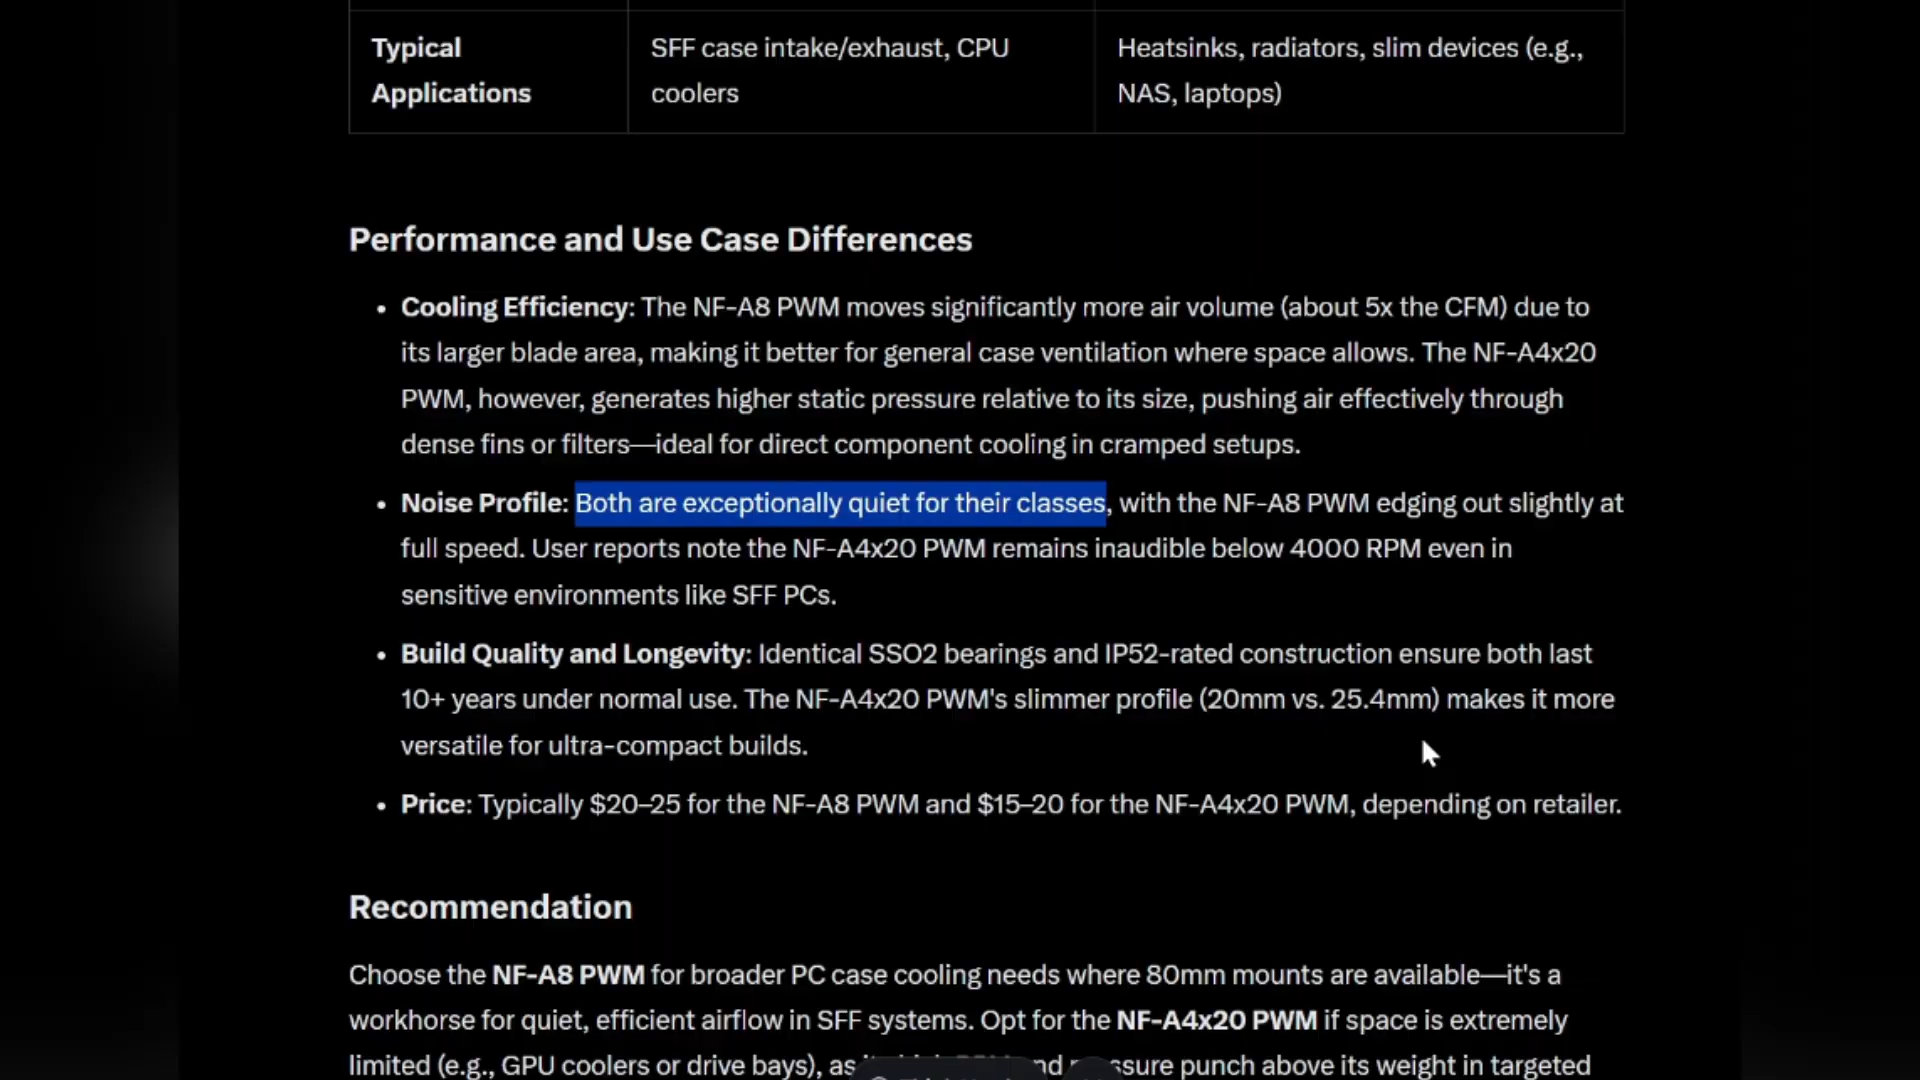 Typical
Applications
SFF case intake/exhaust, CPU
coolers
Heatsinks, radiators, slim devices (e.g.,
NAS, laptops)
Performance and Use Case Differences
• Cooling Efficiency: The NF-A8 PWM moves significantly more air volume (about 5x the CFM) due to
its larger blade area, making it better for general case ventilation where space allows. The NF-A4x20
PWM, however, generates higher static pressure relative to its size, pushing air effectively through
dense fins or filters—ideal for direct component cooling in cramped setups.
• Noise Profile: Both are exceptionally quiet for their classes, with the NF-A8 PWM edging out slightly at
full speed. User reports note the NF-A4x20 PWM remains inaudible below 4000 RPM even in
sensitive environments like SFF PCs.
• Build Quality and Longevity: Identical SSO2 bearings and IP52-rated construction ensure both last
10+ years under normal use. The NF-A4x20 PWM's slimmer profile (20mm vs. 25.4mm) makes it more
versatile for ultra-compact builds.
• Price: Typically $20–25 for the NF-A8 PWM and $15–20 for the NF-A4x20 PWM, depending on retailer.
Recommendation
Choose the NF-A8 PWM for broader PC case cooling needs where 80mm mounts are available—it's a
workhorse for quiet, efficient airflow in SFF systems. Opt for the NF-A4x20 PWM if space is extremely
limited (e.g., GPU coolers or drive bays), as punch above its weight in targeted